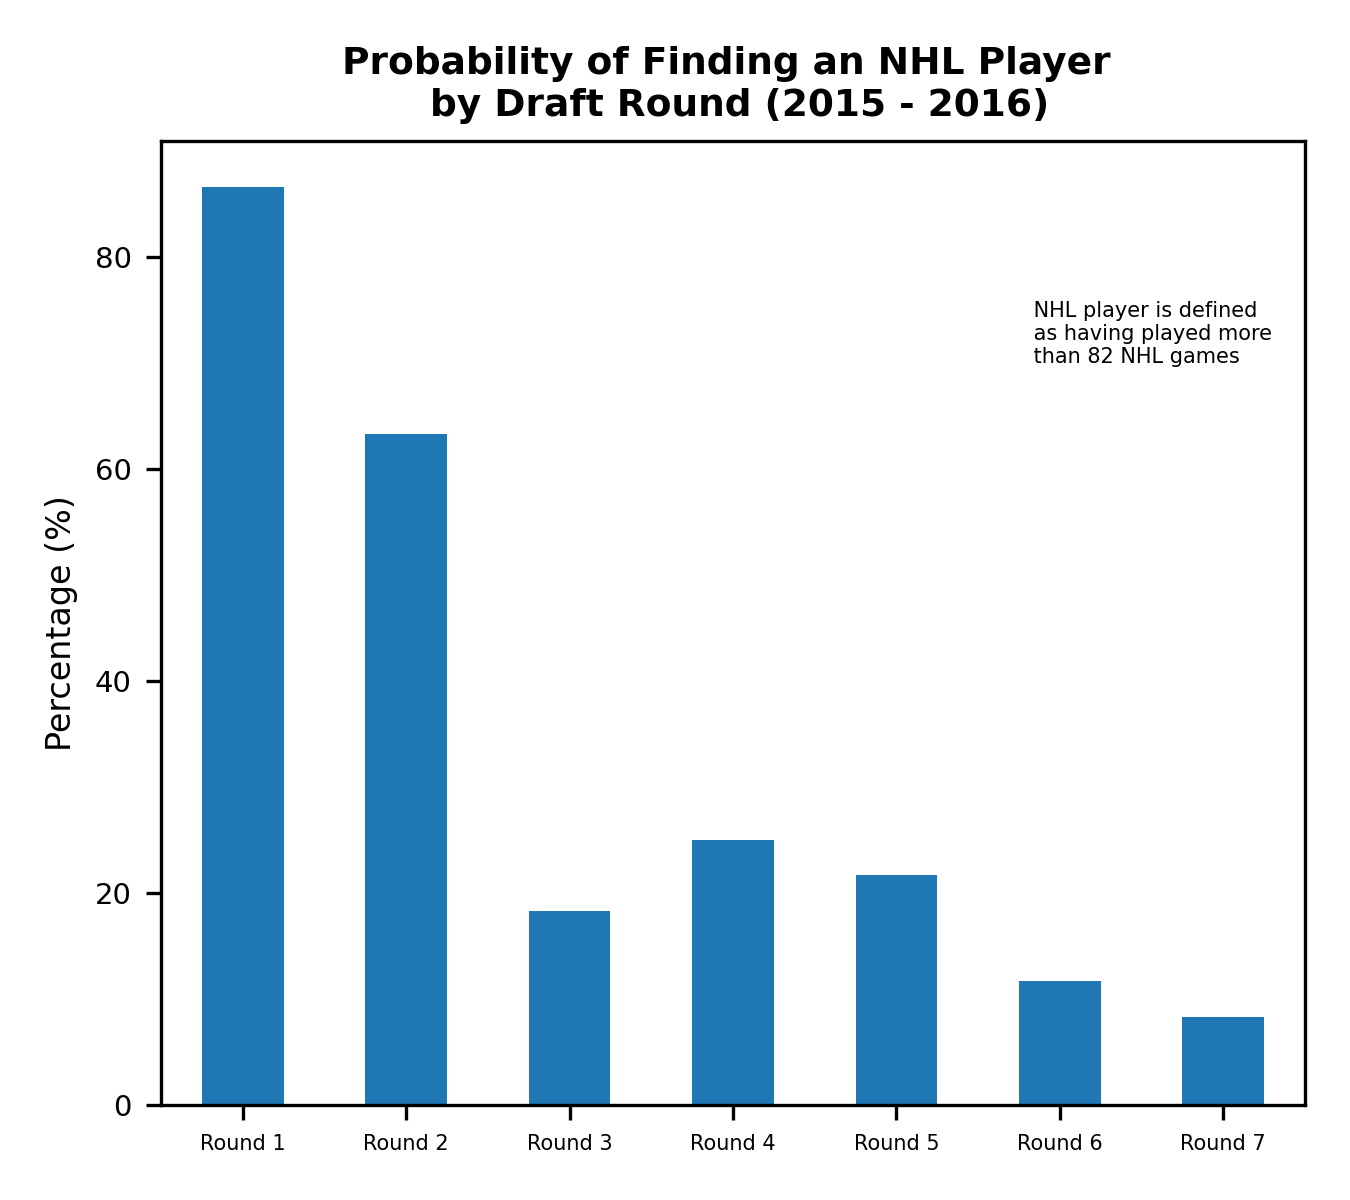 Probability of Finding an NHL Player
by Draft Round (2015 - 2016)
Percentage (%)
80
60
40
20
0
NHL player is defined
as having played more
than 82 NHL games
Round 1 Round 2 Round 3 Round 4 Round 5 Round 6 Round 7